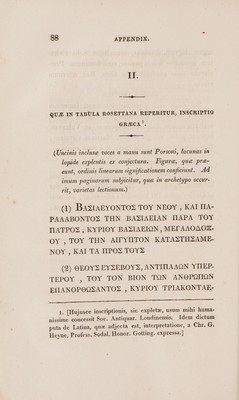 88 APPENDIX.
II.
QUÆ IN TABULA ROSETTANA REPERITUR, INSCRIPTIO
GRÆCA 1.
(Uncinis inclusæ voces a manu sunt Porsoni, lacunas in
lapide explentis ex conjectura. Figuræ, quæ præ-
eunt, ordinis linearum significationem conficiunt. Ad
imum paginarum subjicitur, quæ in archetypo occur-
rit, varietas lectionum.)
(1) ΒΑΣΙΛΕΥΟΝΤΟΣ ΤΟΥ ΝΕΟΥ , ΚΑΙ ΠΑ-
ΡΑΛΑΒΟΝΤΟΣ ΤΗΝ ΒΑΣΙΛΕΙΑΝ ΠΑΡΑ ΤΟΥ
ΠΑΤΡΟΣ , ΚΥΡΙΟΥ ΒΑΣΙΛΕΙΩΝ , ΜΕΓΑΛΟΔΟΞ-
ΟΥ , ΤΟΥ ΤΗΝ ΑΙΓΥΠΤΟΝ ΚΑΤΑΣΤΗΣΑΜΕ-
ΝΟΥ , ΚΑΙ ΤΑ ΠΡΟΣ ΤΟΥΣ
(2) ΘΕΟΥΣ ΕΥΣΕΒΟΥΣ, ΑΝΤΙΠΑΛΩΝ ΥΠΕΡ-
ΤΕΡΟΥ , ΤΟΥ ΤΟΝ ΒΙΟΝ ΤΩΝ ΑΝΘΡΩΠΩΝ
ΕΠΑΝΟΡΘΩΣΑΝΤΟΣ , ΚΥΡΙΟΥ ΤΡΙΑΚΟΝΤΑΕ-
1. [Hujusce inscriptionis, sic expletæ, usum mihi huma-
nissime concessit Soc. Antiquar. Londinensis. Idem dictum
puta de Latina, quæ adjecta est, interpretatione, a Chr. G.
Heyne, Profess. Sodal. Honor. Gotting. expressa.]